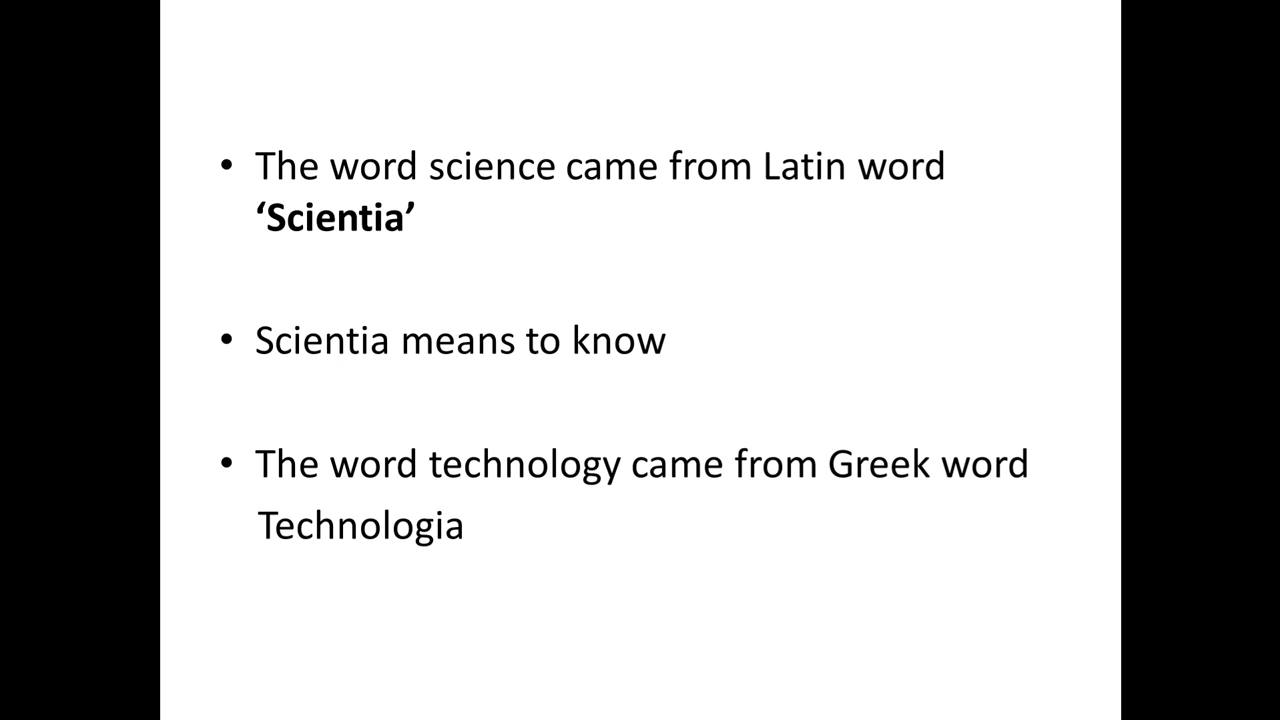 • The word science came from Latin word
‘Scientia’
• Scientia means to know
• The word technology came from Greek word
Technologia